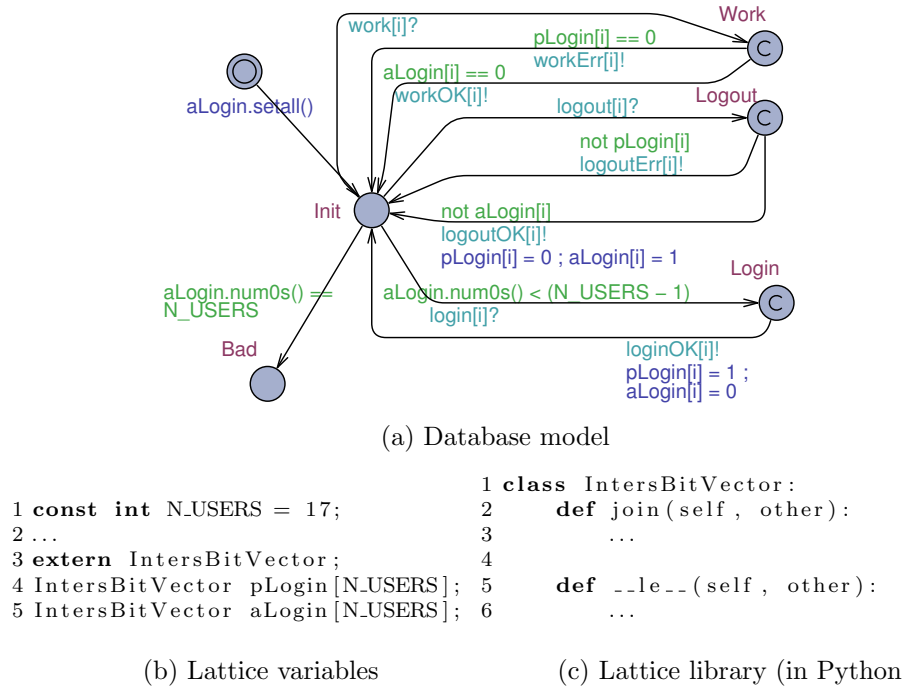 work[i]?
Work
pLogin[i] == 0
C
workErr[i]!
aLogin[i] == 0
workOK[i]!
Logout
aLogin.setall()
logout[i]?
C
not pLogin[i]
logoutErr[i]!
Init
not aLogin[i]
logoutOK[i]!
pLogin[i] = 0 ; aLogin[i] = 1
Login
aLogin.num0s() ==
N_USERS
aLogin.num0s() < (N_USERS − 1)
login[i]?
C
Bad
loginOK[i]!
pLogin[i] = 1 ;
aLogin[i] = 0
(a) Database model
1 const int N_USERS = 17;
2 ...
3 extern IntersBitVector;
4 IntersBitVector pLogin[N_USERS];
5 IntersBitVector aLogin[N_USERS];
(b) Lattice variables
1 class IntersBitVector:
2 def join(self, other):
3 ...
4
5 def __le__(self, other):
6 ...
(c) Lattice library (in Python